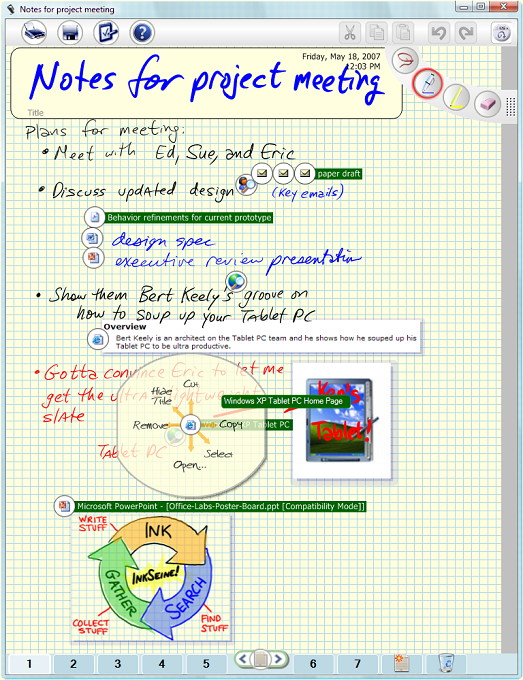 Notes for project meeting
Friday, May 18, 2007
12:03 PM
Notes for project meeting
Title
Plans for meeting:
• Meet with Ed, Sue, and Eric
paper draft
• Discuss updated design
(key emails)
Behavior refinements for current prototype
design spec
executive review presentation
• Show them Bert Keely's groove on
how to soup up your Tablet PC
Overview
Bert Keely is an architect on the Tablet PC team and he shows how he souped up his
Tablet PC to be ultra productive.
• Gotta convince Eric to let me
get the ultra lightweight
slate
Tablet PC
Cut
Hide
Title
Windows XP Tablet PC Home Page
Remove
Copy
XP Tablet PC
Select
Open...
Ken's
Tablet!
Microsoft PowerPoint - [Office-Labs-Poster-Board.ppt [Compatibility Mode]]
WRITE
STUFF
INK
GATHER
InkSeine!
SEARCH
COLLECT
STUFF
FIND
STUFF
1 2 3 4 5 6 7